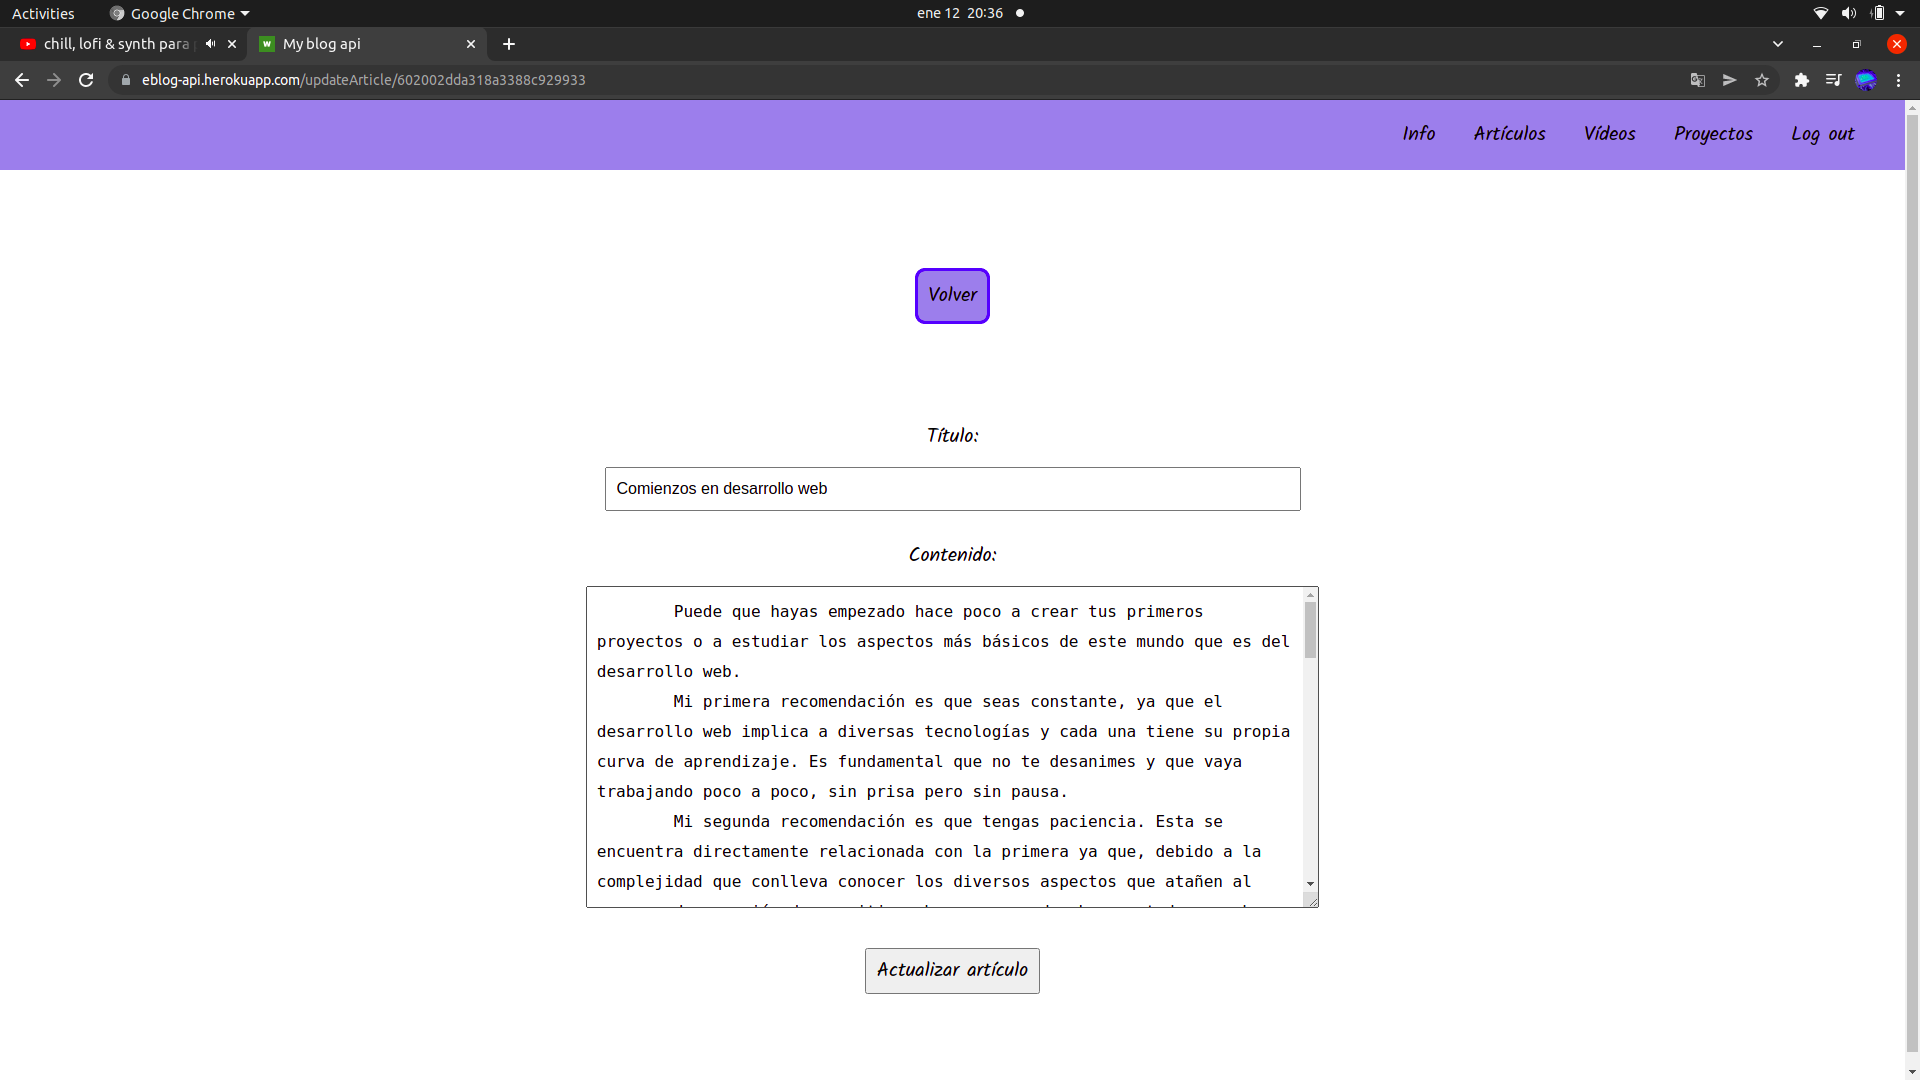 Activities
Google Chrome
ene 12 20:36
chill, lofi & synth para
My blog api
eblog-api.herokuapp.com/updateArticle/602002dda318a3388c929933
Info
Artículos
Vídeos
Proyectos
Log out
Volver
Título:
Comienzos en desarrollo web
Contenido:
Puede que hayas empezado hace poco a crear tus primeros
proyectos o a estudiar los aspectos más básicos de este mundo que es del
desarrollo web.
Mi primera recomendación es que seas constante, ya que el
desarrollo web implica a diversas tecnologías y cada una tiene su propia
curva de aprendizaje. Es fundamental que no te desanimes y que vaya
trabajando poco a poco, sin prisa pero sin pausa.
Mi segunda recomendación es que tengas paciencia. Esta se
encuentra directamente relacionada con la primera ya que, debido a la
complejidad que conlleva conocer los diversos aspectos que atañen al
Actualizar artículo